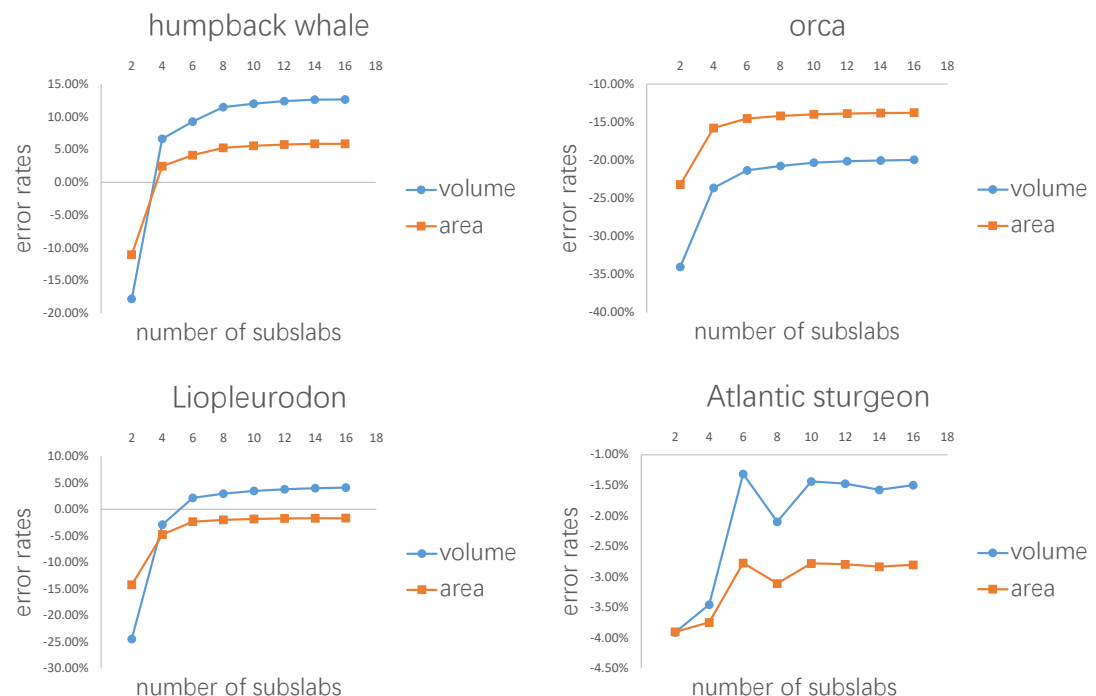 humpback whale
2 4 6 8 10 12 14 16 18
15.00%
10.00%
5.00%
0.00%
-5.00%
-10.00%
-15.00%
-20.00%
error rates
volume
area
number of subslabs
orca
2 4 6 8 10 12 14 16 18
-10.00%
-15.00%
-20.00%
-25.00%
-30.00%
-35.00%
-40.00%
error rates
volume
area
number of subslabs
Liopleurodon
2 4 6 8 10 12 14 16 18
10.00%
5.00%
0.00%
-5.00%
-10.00%
-15.00%
-20.00%
-25.00%
-30.00%
error rates
volume
area
number of subslabs
Atlantic sturgeon
2 4 6 8 10 12 14 16 18
-1.00%
-1.50%
-2.00%
-2.50%
-3.00%
-3.50%
-4.00%
-4.50%
error rates
volume
area
number of subslabs